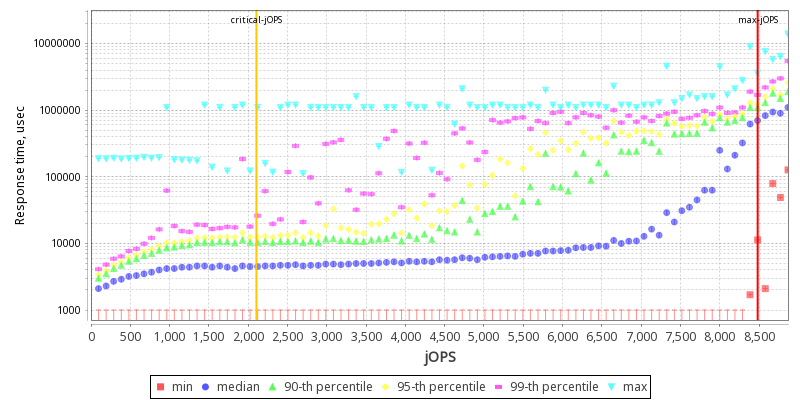 critical-jOPS max-jOPS
10000000
1000000
100000
10000
1000
Response time, usec
0 500 1,000 1,500 2,000 2,500 3,000 3,500 4,000 4,500 5,000 5,500 6,000 6,500 7,000 7,500 8,000 8,500
jOPS
min median 90-th percentile 95-th percentile 99-th percentile max